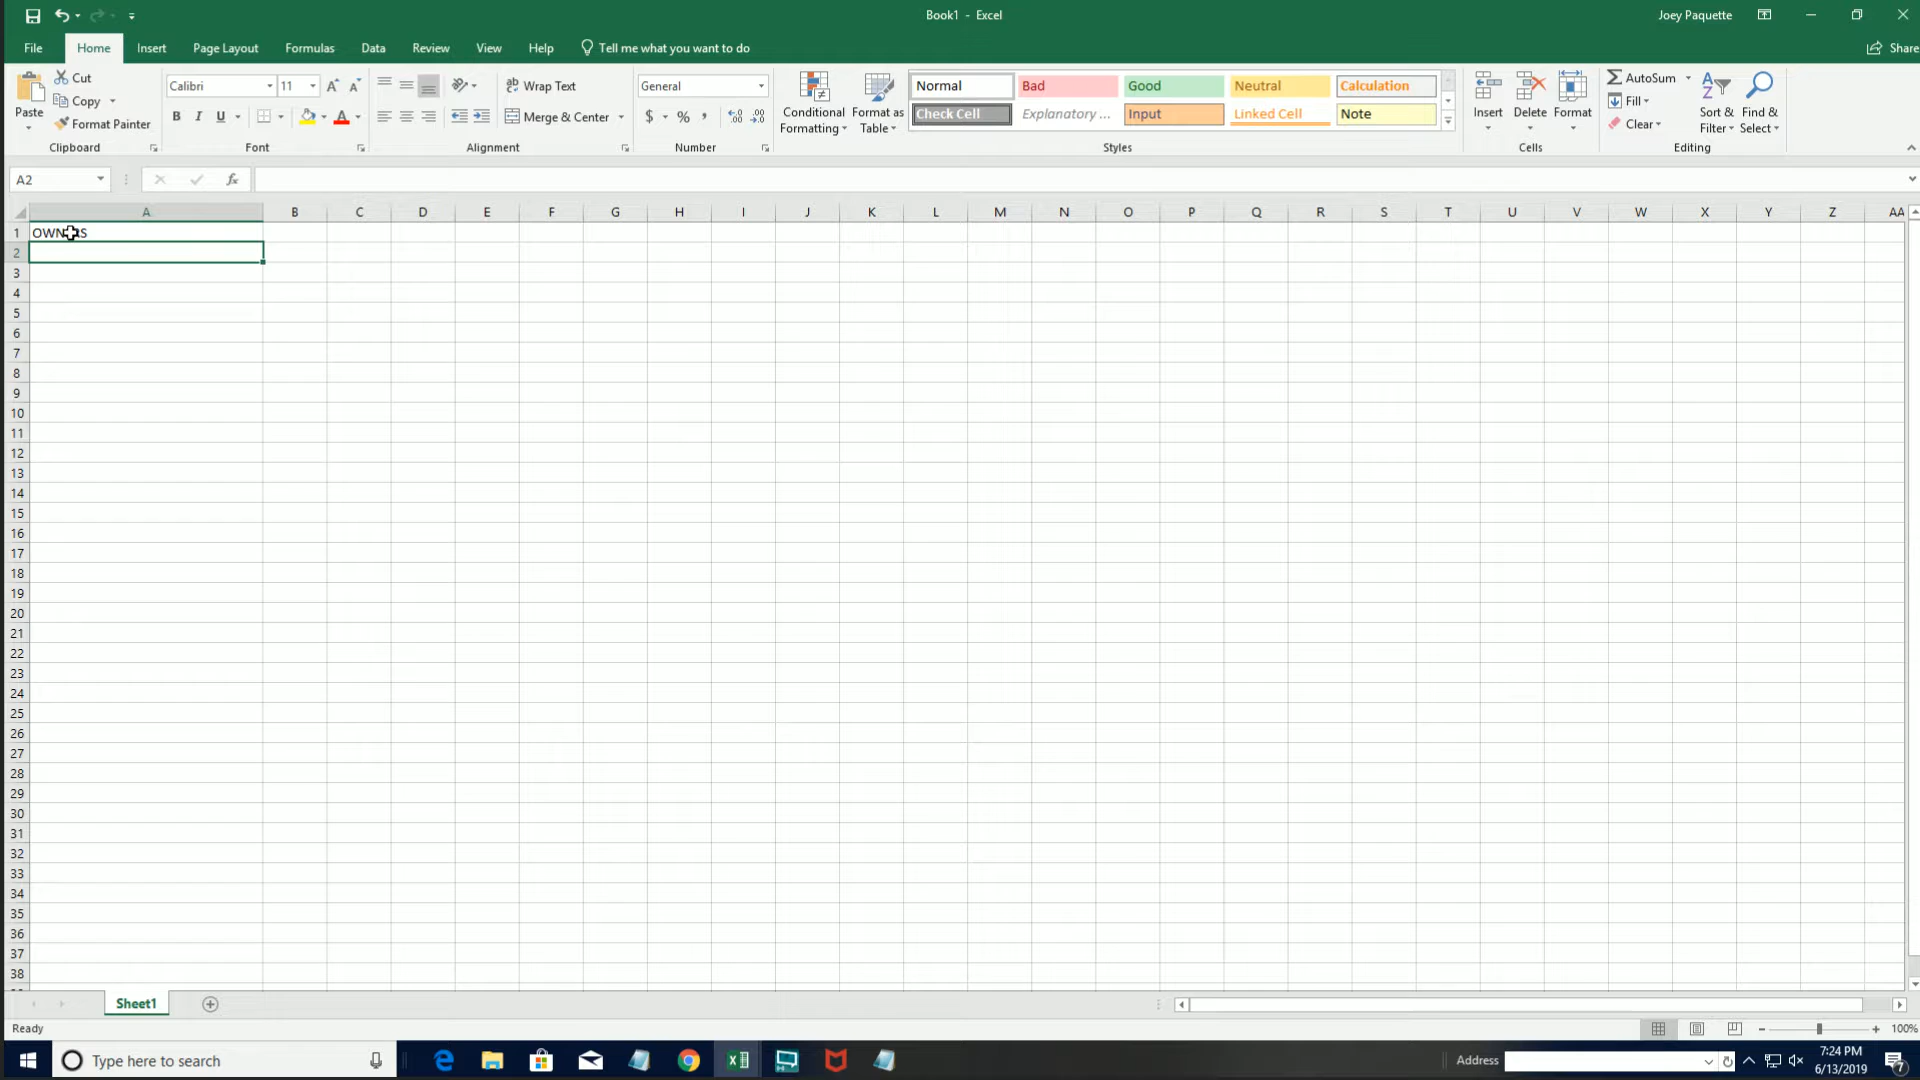 Book1 - Excel
Joey Paquette
File Home Insert Page Layout Formulas Data Review View Help Tell me what you want to do Share
Paste
Cut
Copy
Format Painter
Clipboard
Calibri 11 A A
B I U A
Font
Wrap Text
Merge & Center
Alignment
General
$ % ,
Number
Conditional Formatting
Format as Table
Normal Bad Good Neutral Calculation
Check Cell Explanatory ... Input Linked Cell Note
Styles
Insert Delete Format
Cells
AutoSum
Fill
Clear
Sort & Filter
Find & Select
Editing
A2 fx
A B C D E F G H I J K L M N O P Q R S T U V W X Y Z AA
1
2
3
4
5
6
7
8
9
10
11
12
13
14
15
16
17
18
19
20
21
22
23
24
25
26
27
28
29
30
31
32
33
34
35
36
37
38
Sheet1
Ready 100%
Type here to search
Address
7:24 PM
6/13/2019
7